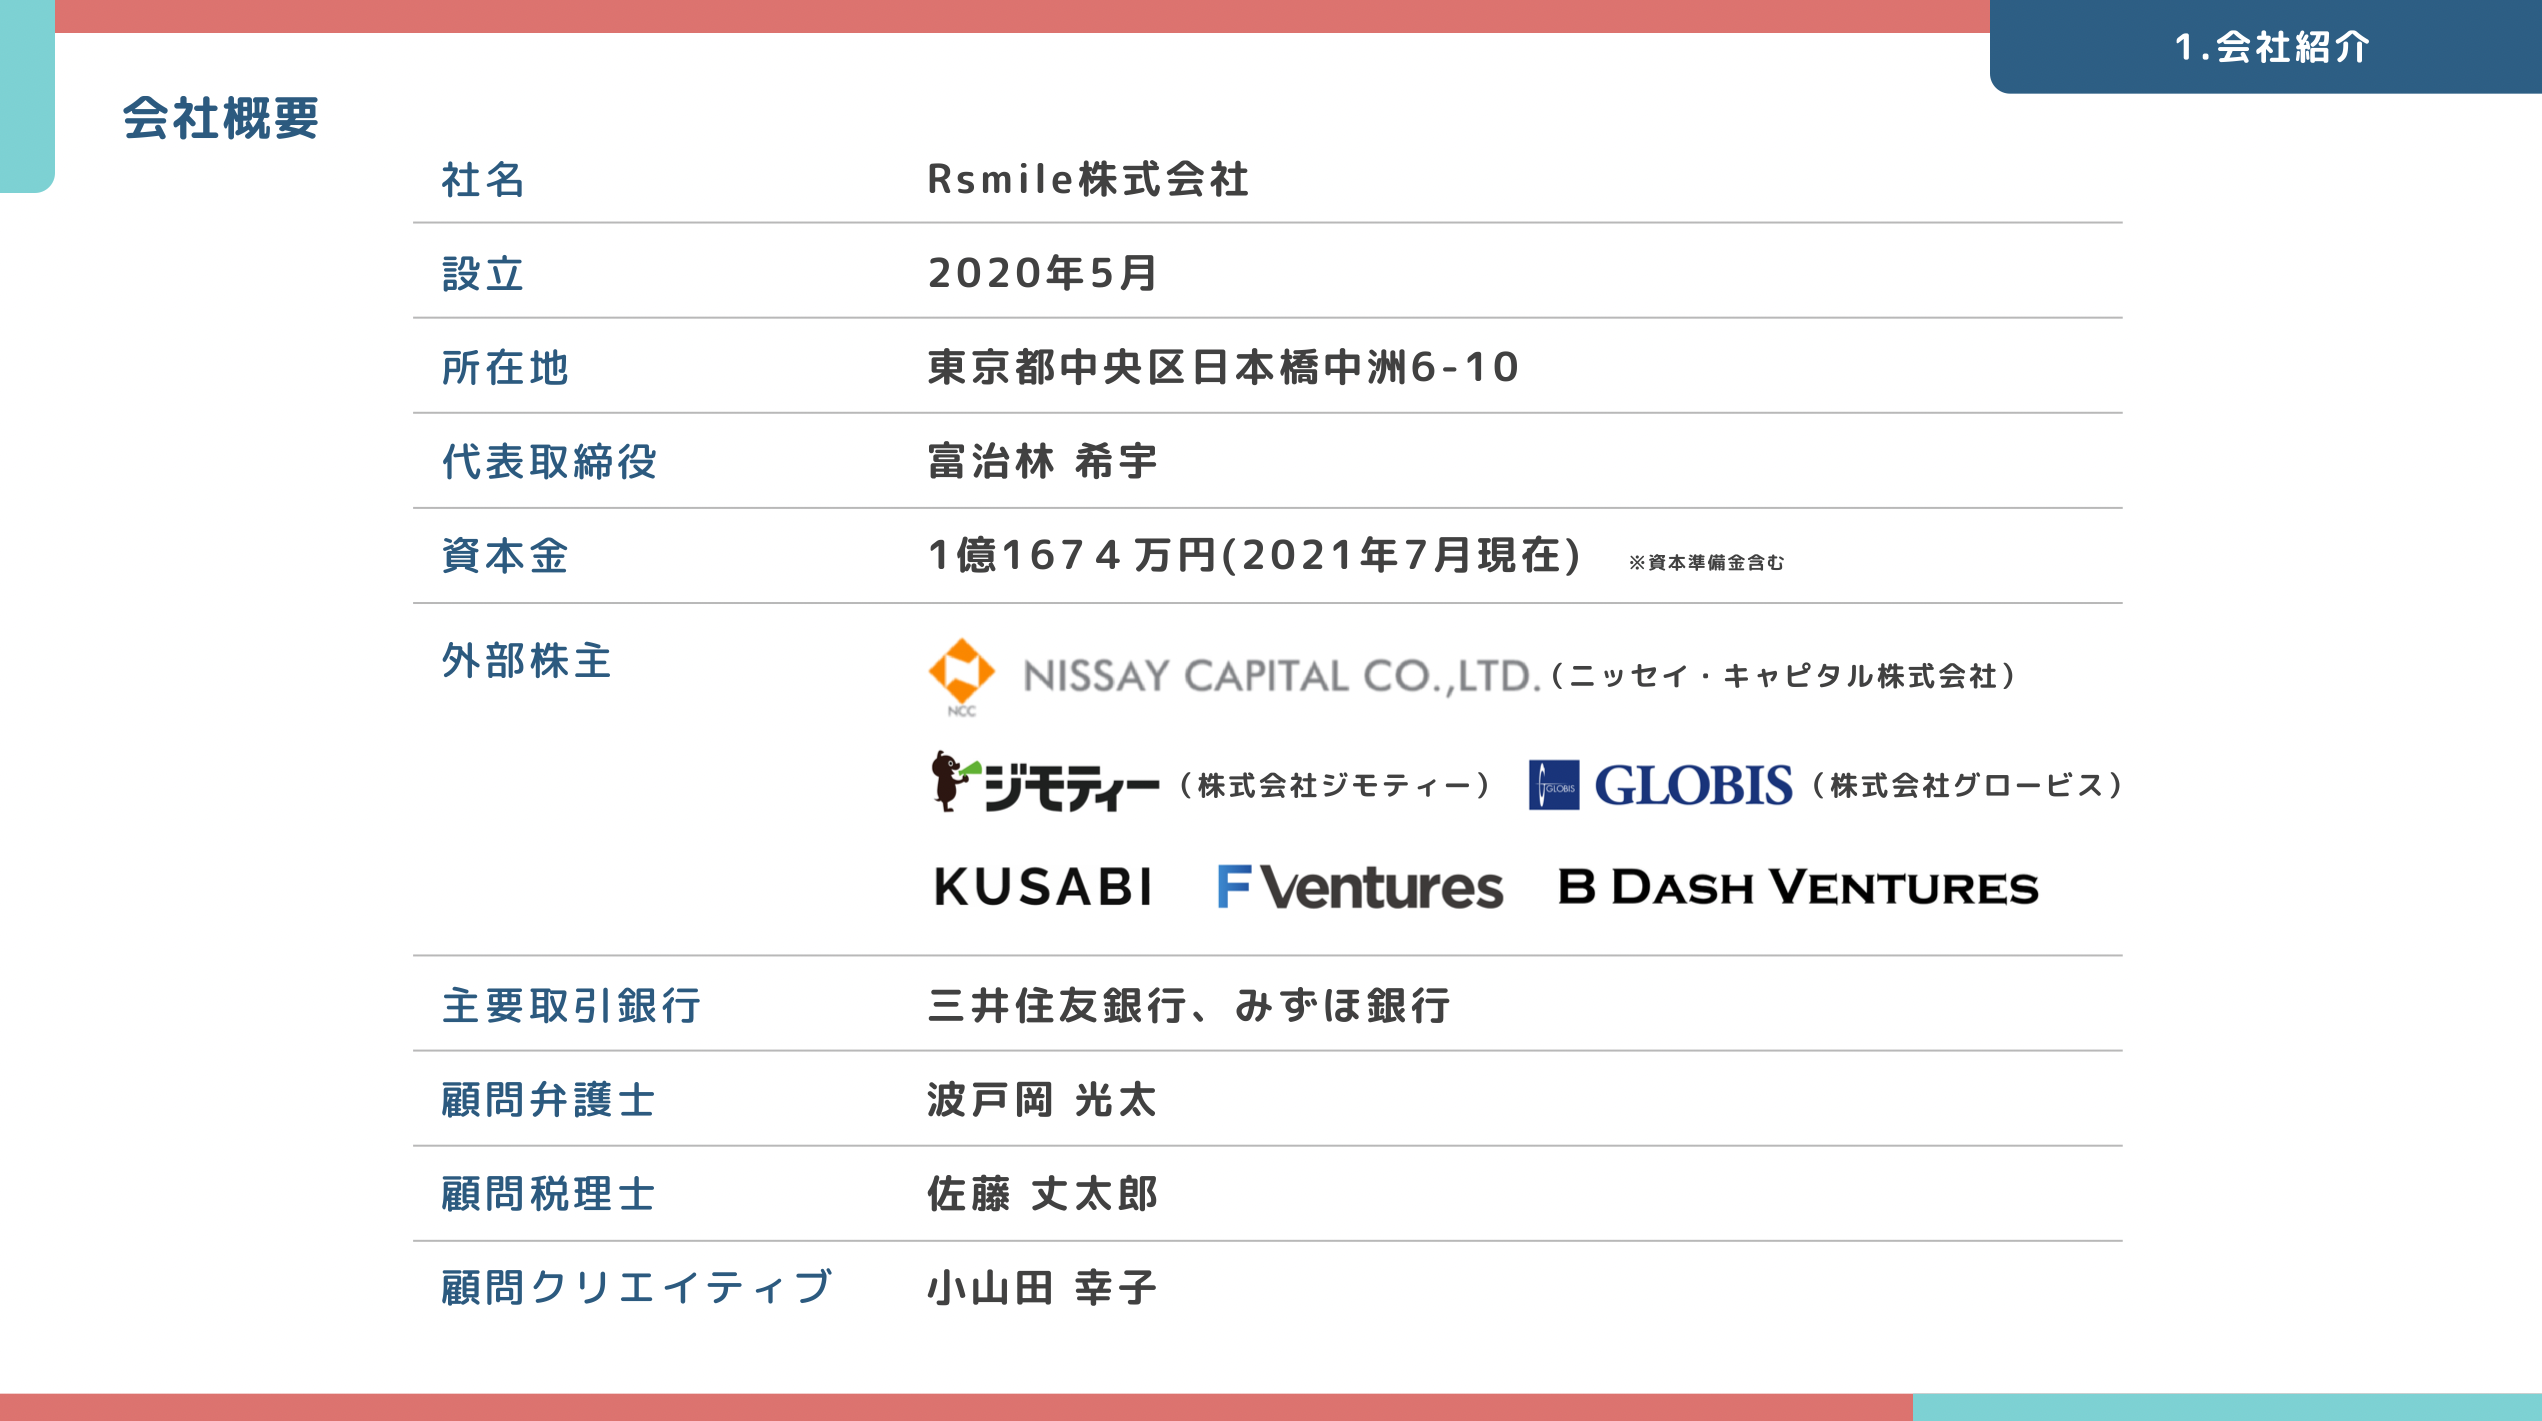 1.会社紹介
会社概要
社名 Rsmile株式会社
設立 2020年5月
所在地 東京都中央区日本橋中洲6-10
代表取締役 富治林 希宇
資本金 1億1674万円(2021年7月現在) ※資本準備金含む
外部株主 NCC NISSAY CAPITAL CO.,LTD.(ニッセイ・キャピタル株式会社)
ジモティー(株式会社ジモティー) GLOBIS GLOBIS(株式会社グロービス)
KUSABI F Ventures B DASH VENTURES
主要取引銀行 三井住友銀行、みずほ銀行
顧問弁護士 波戸岡 光太
顧問税理士 佐藤 丈太郎
顧問クリエイティブ 小山田 幸子